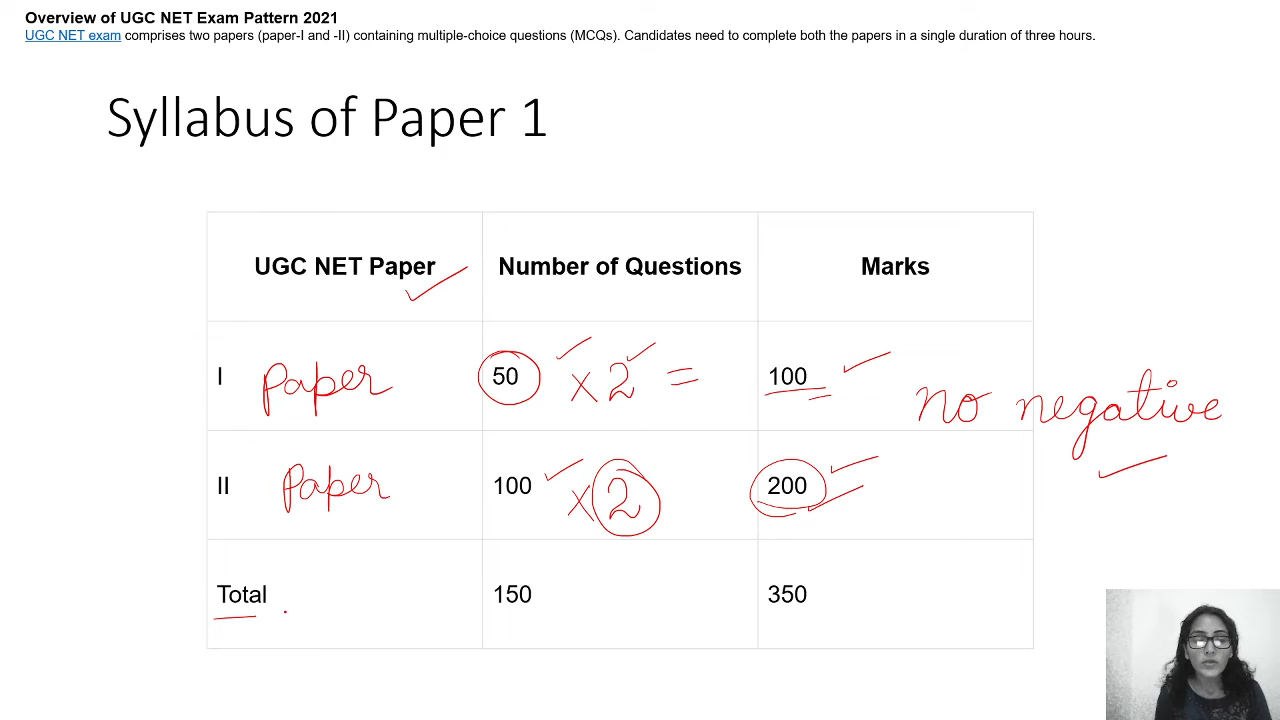 Overview of UGC NET Exam Pattern 2021
UGC NET exam comprises two papers (paper-I and -II) containing multiple-choice questions (MCQs). Candidates need to complete both the papers in a single duration of three hours.
Syllabus of Paper 1
UGC NET Paper Number of Questions Marks
I Paper 50 × 2 = 100 no negative
II Paper 100 × 2 200
Total 150 350